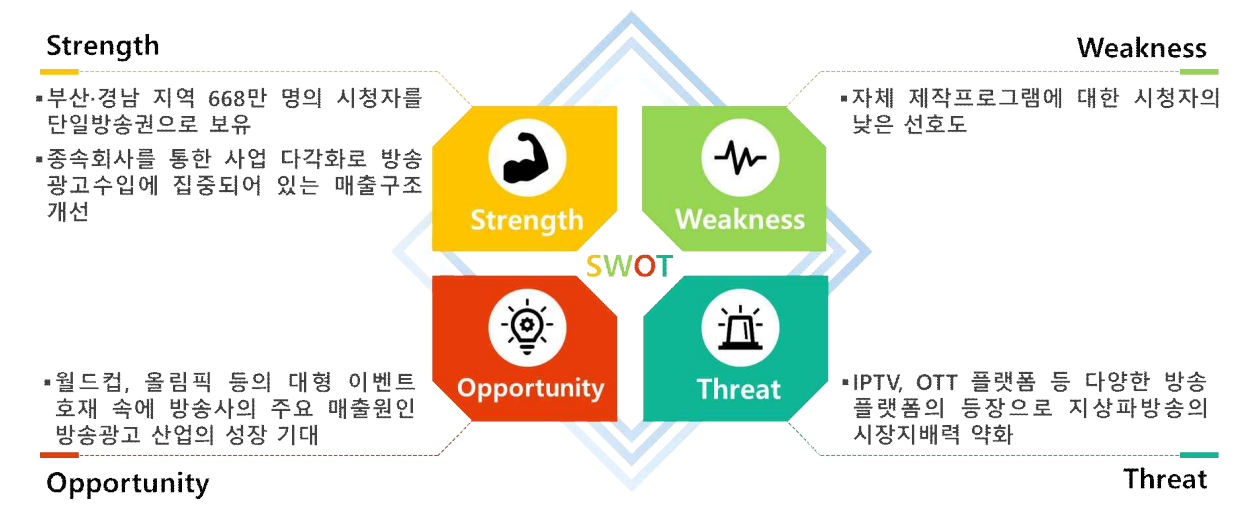 Strength
▪부산·경남 지역 668만 명의 시청자를
단일방송권으로 보유
▪종속회사를 통한 사업 다각화로 방송
광고수입에 집중되어 있는 매출구조
개선
Weakness
▪자체 제작프로그램에 대한 시청자의
낮은 선호도
Strength
Weakness
SWOT
Opportunity
Threat
▪월드컵, 올림픽 등의 대형 이벤트
호재 속에 방송사의 주요 매출원인
방송광고 산업의 성장 기대
Opportunity
▪IPTV, OTT 플랫폼 등 다양한 방송
플랫폼의 등장으로 지상파방송의
시장지배력 약화
Threat